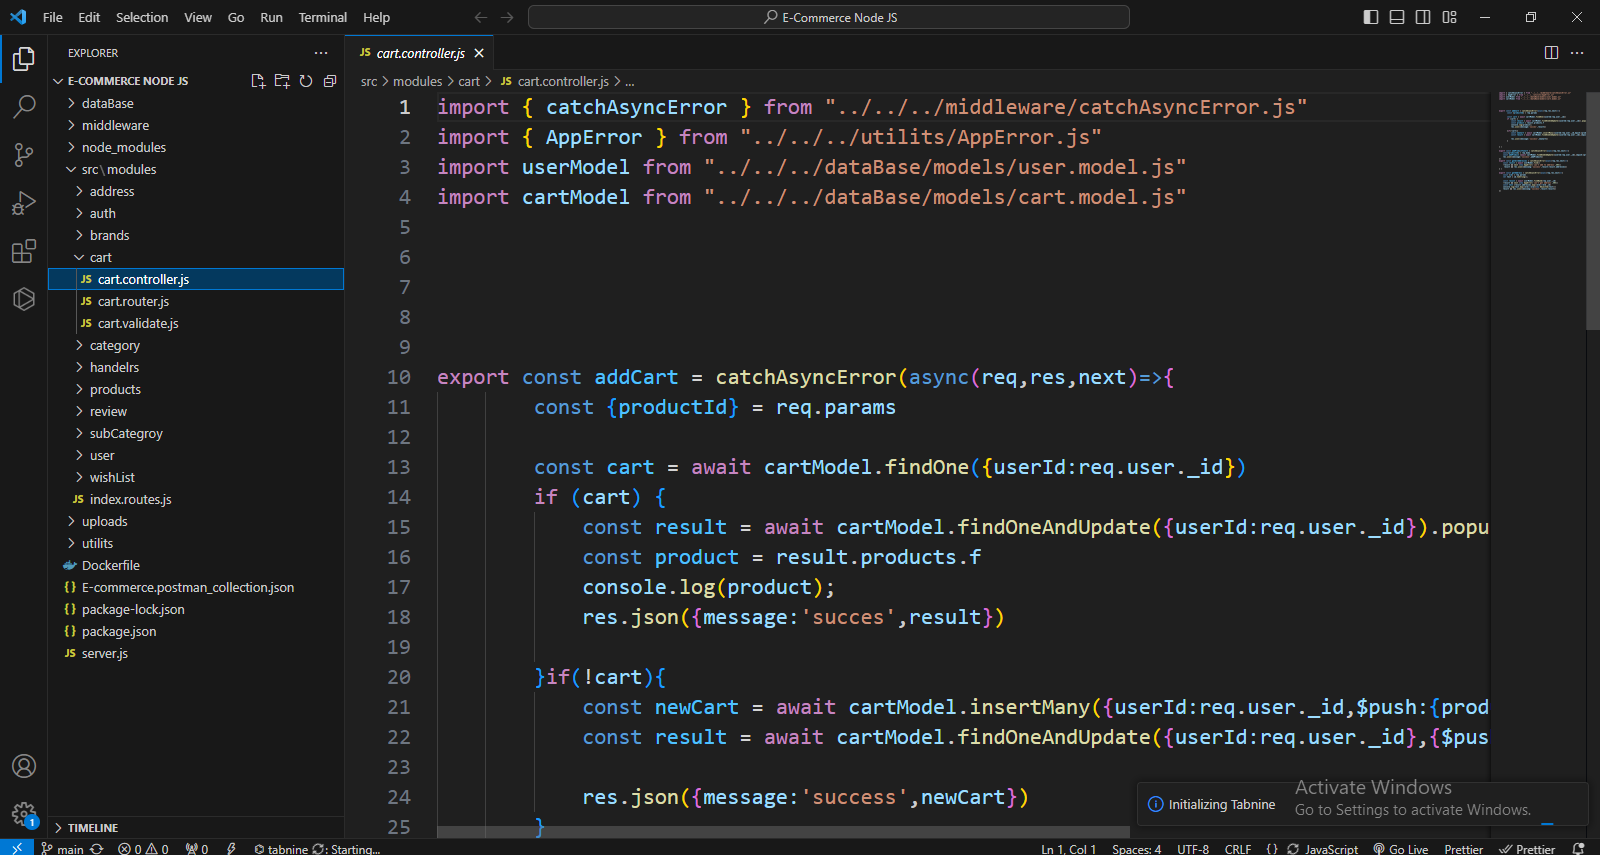 File Edit Selection View Go Run Terminal Help
E-Commerce Node JS
EXPLORER
E-COMMERCE NODE JS
dataBase
middleware
node_modules
src\modules
address
auth
brands
cart
JS cart.controller.js
JS cart.router.js
JS cart.validate.js
category
handelrs
products
review
subCategroy
user
wishList
JS index.routes.js
uploads
utilits
Dockerfile
{} E-commerce.postman_collection.json
{} package-lock.json
{} package.json
JS server.js
TIMELINE
JS cart.controller.js
src > modules > cart > JS cart.controller.js > ...
1 import { catchAsyncError } from "../../../middleware/catchAsyncError.js"
2 import { AppError } from "../../../utilits/AppError.js"
3 import userModel from "../../../dataBase/models/user.model.js"
4 import cartModel from "../../../dataBase/models/cart.model.js"
5
6
7
8
9
10 export const addCart = catchAsyncError(async(req,res,next)=>{
11 const {productId} = req.params
12
13 const cart = await cartModel.findOne({userId:req.user._id})
14 if (cart) {
15 const result = await cartModel.findOneAndUpdate({userId:req.user._id}).popu
16 const product = result.products.f
17 console.log(product);
18 res.json({message:'succes',result})
19
20 }if(!cart){
21 const newCart = await cartModel.insertMany({userId:req.user._id,$push:{prod
22 const result = await cartModel.findOneAndUpdate({userId:req.user._id},{$pus
23
24 res.json({message:'success',newCart})
25 }
Initializing Tabnine
Activate Windows
Go to Settings to activate Windows.
1
main 0 0 0 tabnine : Starting... Ln 1, Col 1 Spaces: 4 UTF-8 CRLF {} JavaScript Go Live Prettier Prettier